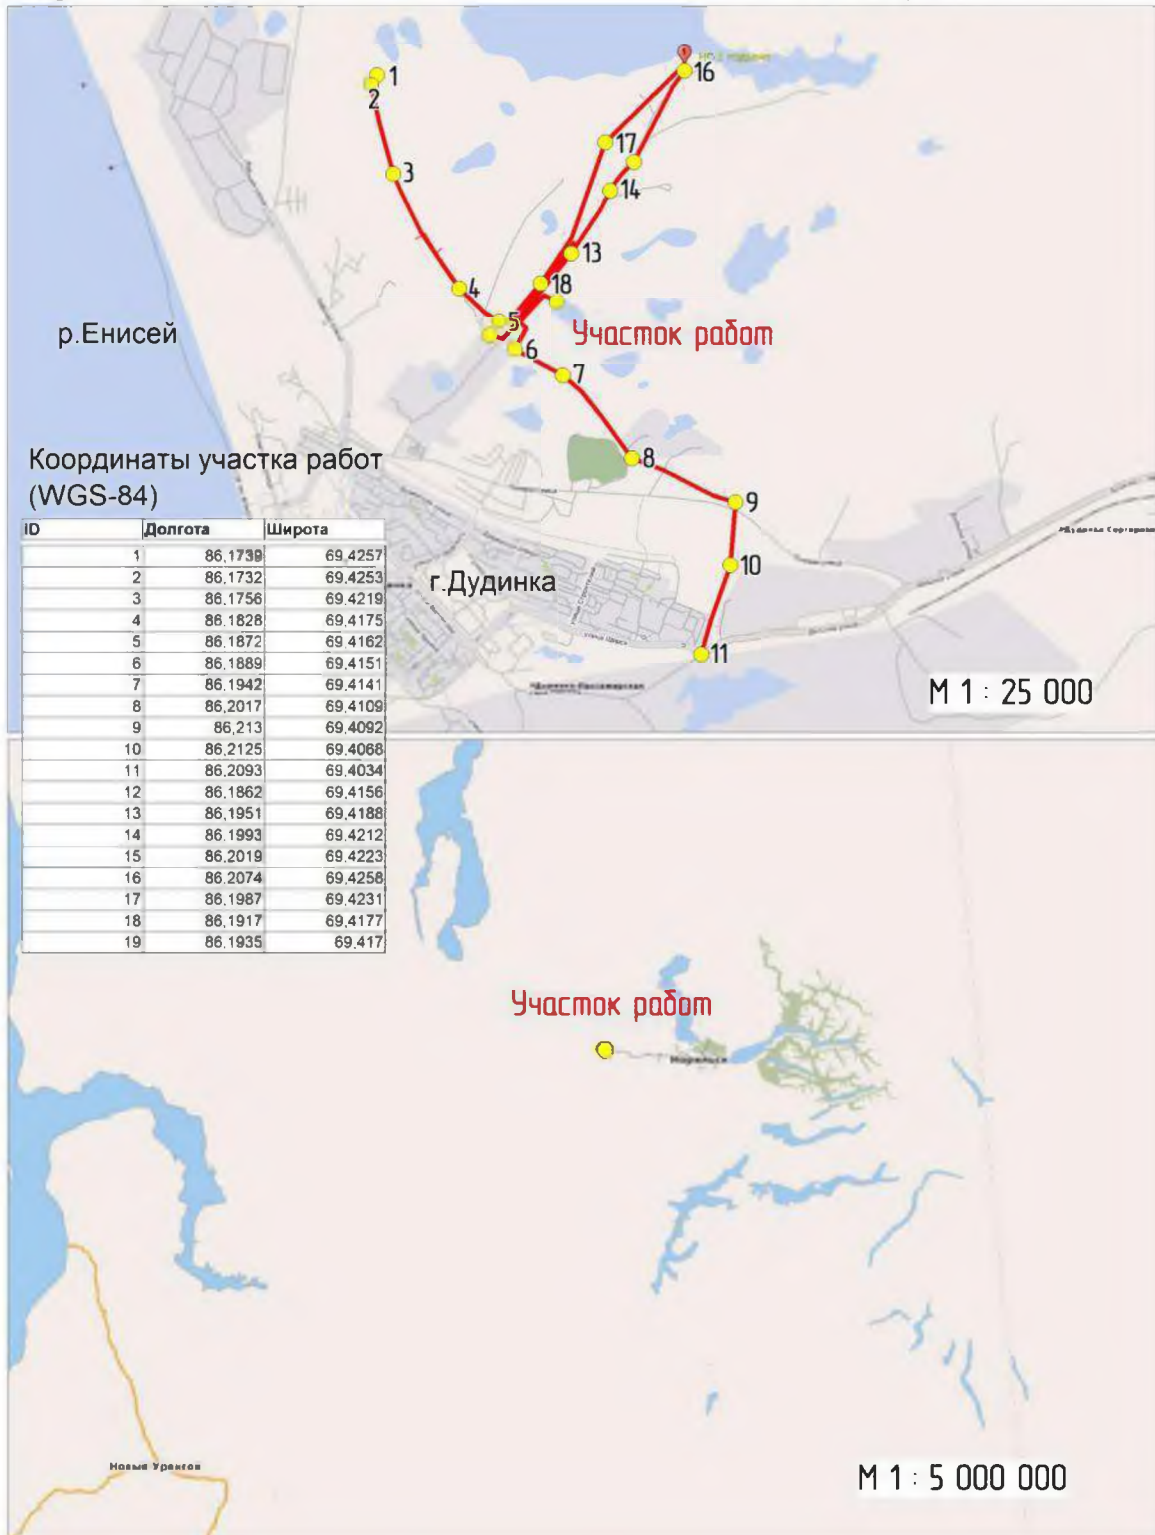 1
НПС Дудинка
16
2
17
3
14
13
4
18
5
р.Енисей
Участок работ
6
7
Координаты участка работ
8
(WGS-84)
9
ID Долгота Широта
1 86,1739 69,4257
2 86,1732 69,4253
3 86,1756 69,4219
10
4 86,1828 69,4175
г.Дудинка
5 86,1872 69,4162
6 86,1889 69,4151
11
7 86,1942 69,4141
М 1 : 25 000
8 86,2017 69,4109
9 86,213 69,4092
10 86,2125 69,4068
11 86,2093 69,4034
12 86,1862 69,4156
13 86,1951 69,4188
14 86,1993 69,4212
15 86,2019 69,4223
16 86,2074 69,4258
17 86,1987 69,4231
18 86,1917 69,4177
19 86,1935 69,417
Участок работ
Норильск
Новый Уренгой
М 1 : 5 000 000